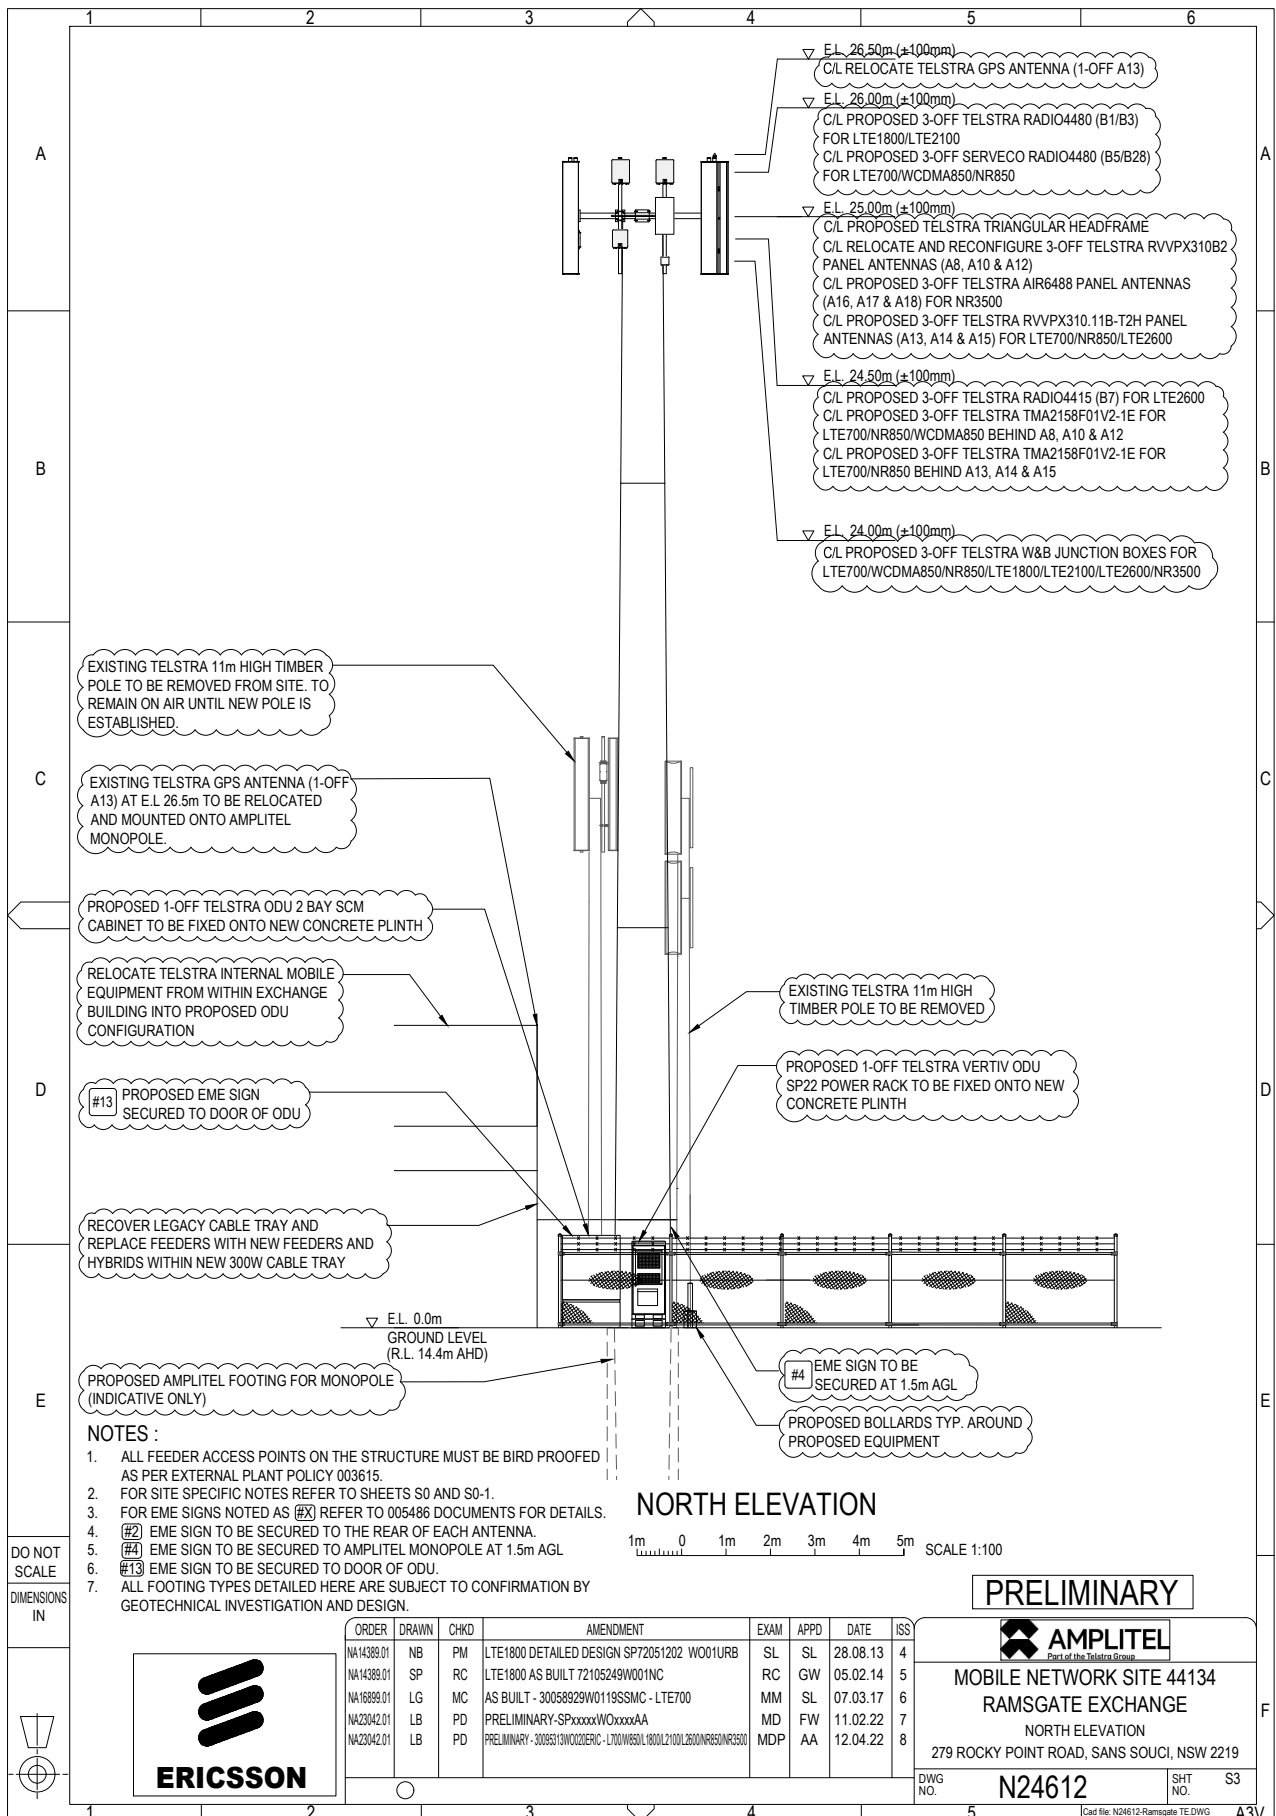 1 2 3 4 5 6
E.L. 26.50m (±100mm)
C/L RELOCATE TELSTRA GPS ANTENNA (1-OFF A13)
E.L. 26.00m (±100mm)
C/L PROPOSED 3-OFF TELSTRA RADIO4480 (B1/B3)
FOR LTE1800/LTE2100
C/L PROPOSED 3-OFF SERVECO RADIO4480 (B5/B28)
FOR LTE700/WCDMA850/NR850
A A
E.L. 25.00m (±100mm)
C/L PROPOSED TELSTRA TRIANGULAR HEADFRAME
C/L RELOCATE AND RECONFIGURE 3-OFF TELSTRA RVVPX310B2
PANEL ANTENNAS (A8, A10 & A12)
C/L PROPOSED 3-OFF TELSTRA AIR6488 PANEL ANTENNAS
(A16, A17 & A18) FOR NR3500
C/L PROPOSED 3-OFF TELSTRA RVVPX310.11B-T2H PANEL
ANTENNAS (A13, A14 & A15) FOR LTE700/NR850/LTE2600
E.L. 24.50m (±100mm)
C/L PROPOSED 3-OFF TELSTRA RADIO4415 (B7) FOR LTE2600
C/L PROPOSED 3-OFF TELSTRA TMA2158F01V2-1E FOR
LTE700/NR850/WCDMA850 BEHIND A8, A10 & A12
C/L PROPOSED 3-OFF TELSTRA TMA2158F01V2-1E FOR
LTE700/NR850 BEHIND A13, A14 & A15
B B
E.L. 24.00m (±100mm)
C/L PROPOSED 3-OFF TELSTRA W&B JUNCTION BOXES FOR
LTE700/WCDMA850/NR850/LTE1800/LTE2100/LTE2600/NR3500
EXISTING TELSTRA 11m HIGH TIMBER
POLE TO BE REMOVED FROM SITE. TO
REMAIN ON AIR UNTIL NEW POLE IS
ESTABLISHED.
C C
EXISTING TELSTRA GPS ANTENNA (1-OFF
A13) AT E.L 26.5m TO BE RELOCATED
AND MOUNTED ONTO AMPLITEL
MONOPOLE.
PROPOSED 1-OFF TELSTRA ODU 2 BAY SCM
CABINET TO BE FIXED ONTO NEW CONCRETE PLINTH
RELOCATE TELSTRA INTERNAL MOBILE
EQUIPMENT FROM WITHIN EXCHANGE
BUILDING INTO PROPOSED ODU
CONFIGURATION
EXISTING TELSTRA 11m HIGH
TIMBER POLE TO BE REMOVED
D D
#13 PROPOSED EME SIGN
SECURED TO DOOR OF ODU
PROPOSED 1-OFF TELSTRA VERTIV ODU
SP22 POWER RACK TO BE FIXED ONTO NEW
CONCRETE PLINTH
RECOVER LEGACY CABLE TRAY AND
REPLACE FEEDERS WITH NEW FEEDERS AND
HYBRIDS WITHIN NEW 300W CABLE TRAY
E.L. 0.0m
GROUND LEVEL
(R.L. 14.4m AHD)
PROPOSED AMPLITEL FOOTING FOR MONOPOLE
(INDICATIVE ONLY)
#4 EME SIGN TO BE
SECURED AT 1.5m AGL
PROPOSED BOLLARDS TYP. AROUND
PROPOSED EQUIPMENT
E E
NOTES :
1. ALL FEEDER ACCESS POINTS ON THE STRUCTURE MUST BE BIRD PROOFED
AS PER EXTERNAL PLANT POLICY 003615.
2. FOR SITE SPECIFIC NOTES REFER TO SHEETS S0 AND S0-1.
3. FOR EME SIGNS NOTED AS #X REFER TO 005486 DOCUMENTS FOR DETAILS.
4. #2 EME SIGN TO BE SECURED TO THE REAR OF EACH ANTENNA.
5. #4 EME SIGN TO BE SECURED TO AMPLITEL MONOPOLE AT 1.5m AGL
6. #13 EME SIGN TO BE SECURED TO DOOR OF ODU.
7. ALL FOOTING TYPES DETAILED HERE ARE SUBJECT TO CONFIRMATION BY
GEOTECHNICAL INVESTIGATION AND DESIGN.
NORTH ELEVATION
1m 0 1m 2m 3m 4m 5m SCALE 1:100
DO NOT
SCALE
DIMENSIONS
IN
PRELIMINARY
ORDER DRAWN CHKD AMENDMENT EXAM APPD DATE ISS
NA14389.01 NB PM LTE1800 DETAILED DESIGN SP72051202 WO01URB SL SL 28.08.13 4
NA14389.01 SP RC LTE1800 AS BUILT 72105249W001NC RC GW 05.02.14 5
NA16899.01 LG MC AS BUILT - 30058929W0119SSMC - LTE700 MM SL 07.03.17 6
NA23042.01 LB PD PRELIMINARY-SPxxxxxWOxxxxAA MD FW 11.02.22 7
NA23042.01 LB PD PRELIMINARY - 30095313WO020ERIC - L700/W850/L1800/L2100/L2600/NR850/NR3500 MDP AA 12.04.22 8
ERICSSON
AMPLITEL
Part of the Telstra Group
MOBILE NETWORK SITE 44134
RAMSGATE EXCHANGE
NORTH ELEVATION
279 ROCKY POINT ROAD, SANS SOUCI, NSW 2219
F
DWG NO. N24612 SHT NO. S3
Cad file: N24612-Ramsgate TE.DWG A3V
1 2 3 4 5